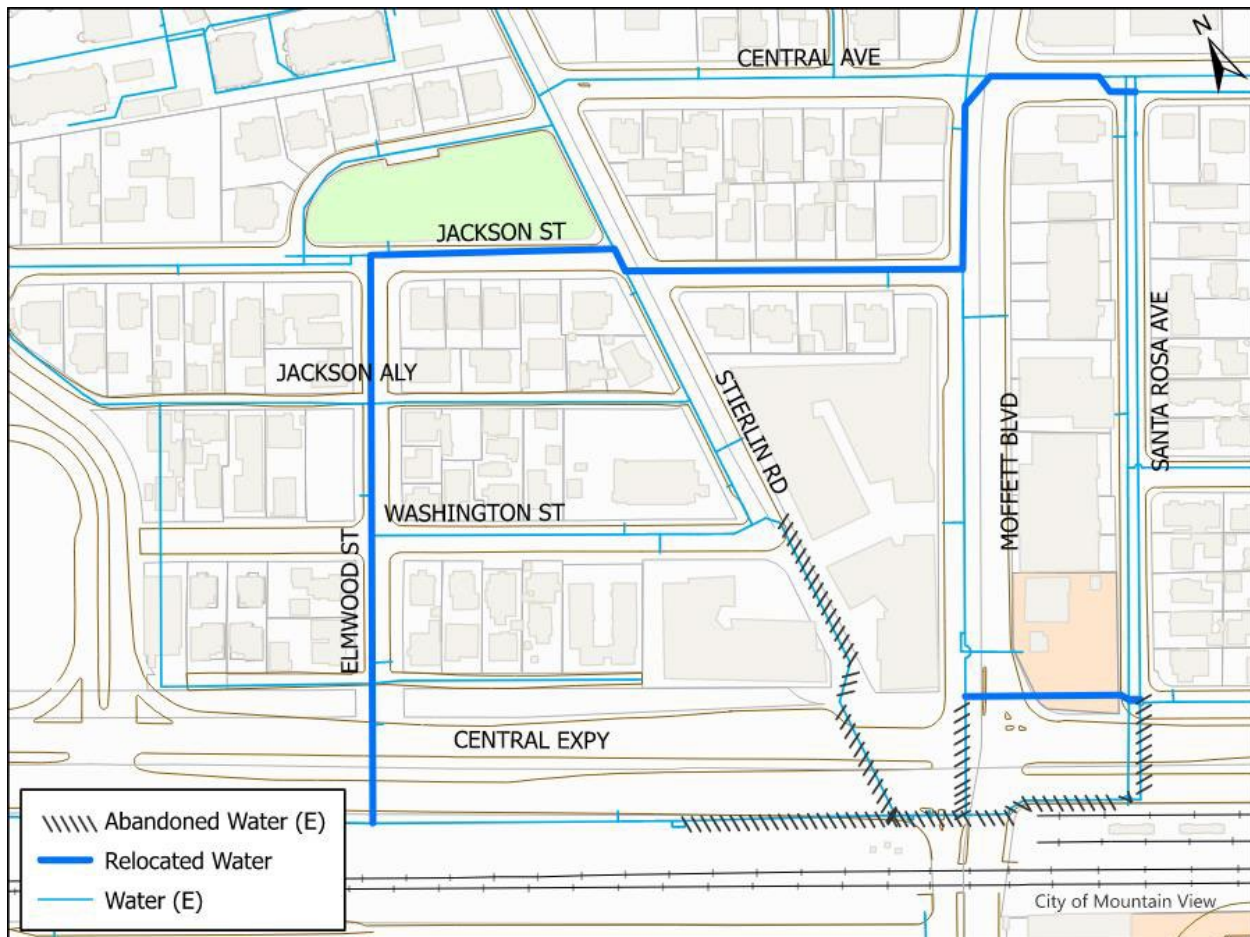 N
CENTRAL AVE
JACKSON ST
JACKSON ALY
STIERLIN RD
MOFFETT BLVD
SANTA ROSA AVE
WASHINGTON ST
ELMWOOD ST
CENTRAL EXPY
Abandoned Water (E)
Relocated Water
Water (E)
City of Mountain View